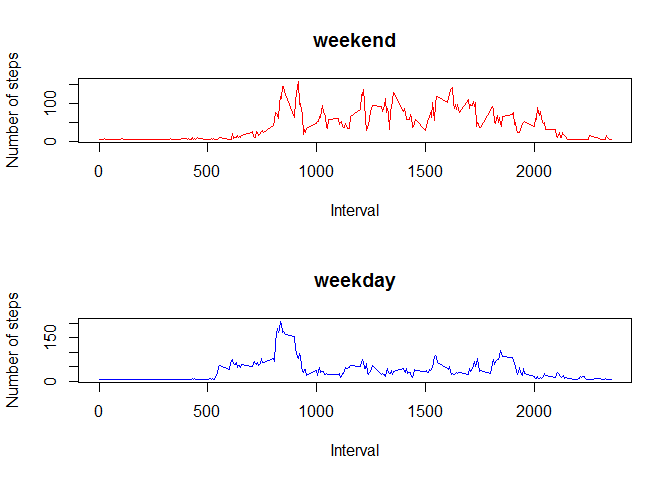 weekend
Number of steps
0 100
0 500 1000 1500 2000
Interval
weekday
Number of steps
0 150
0 500 1000 1500 2000
Interval